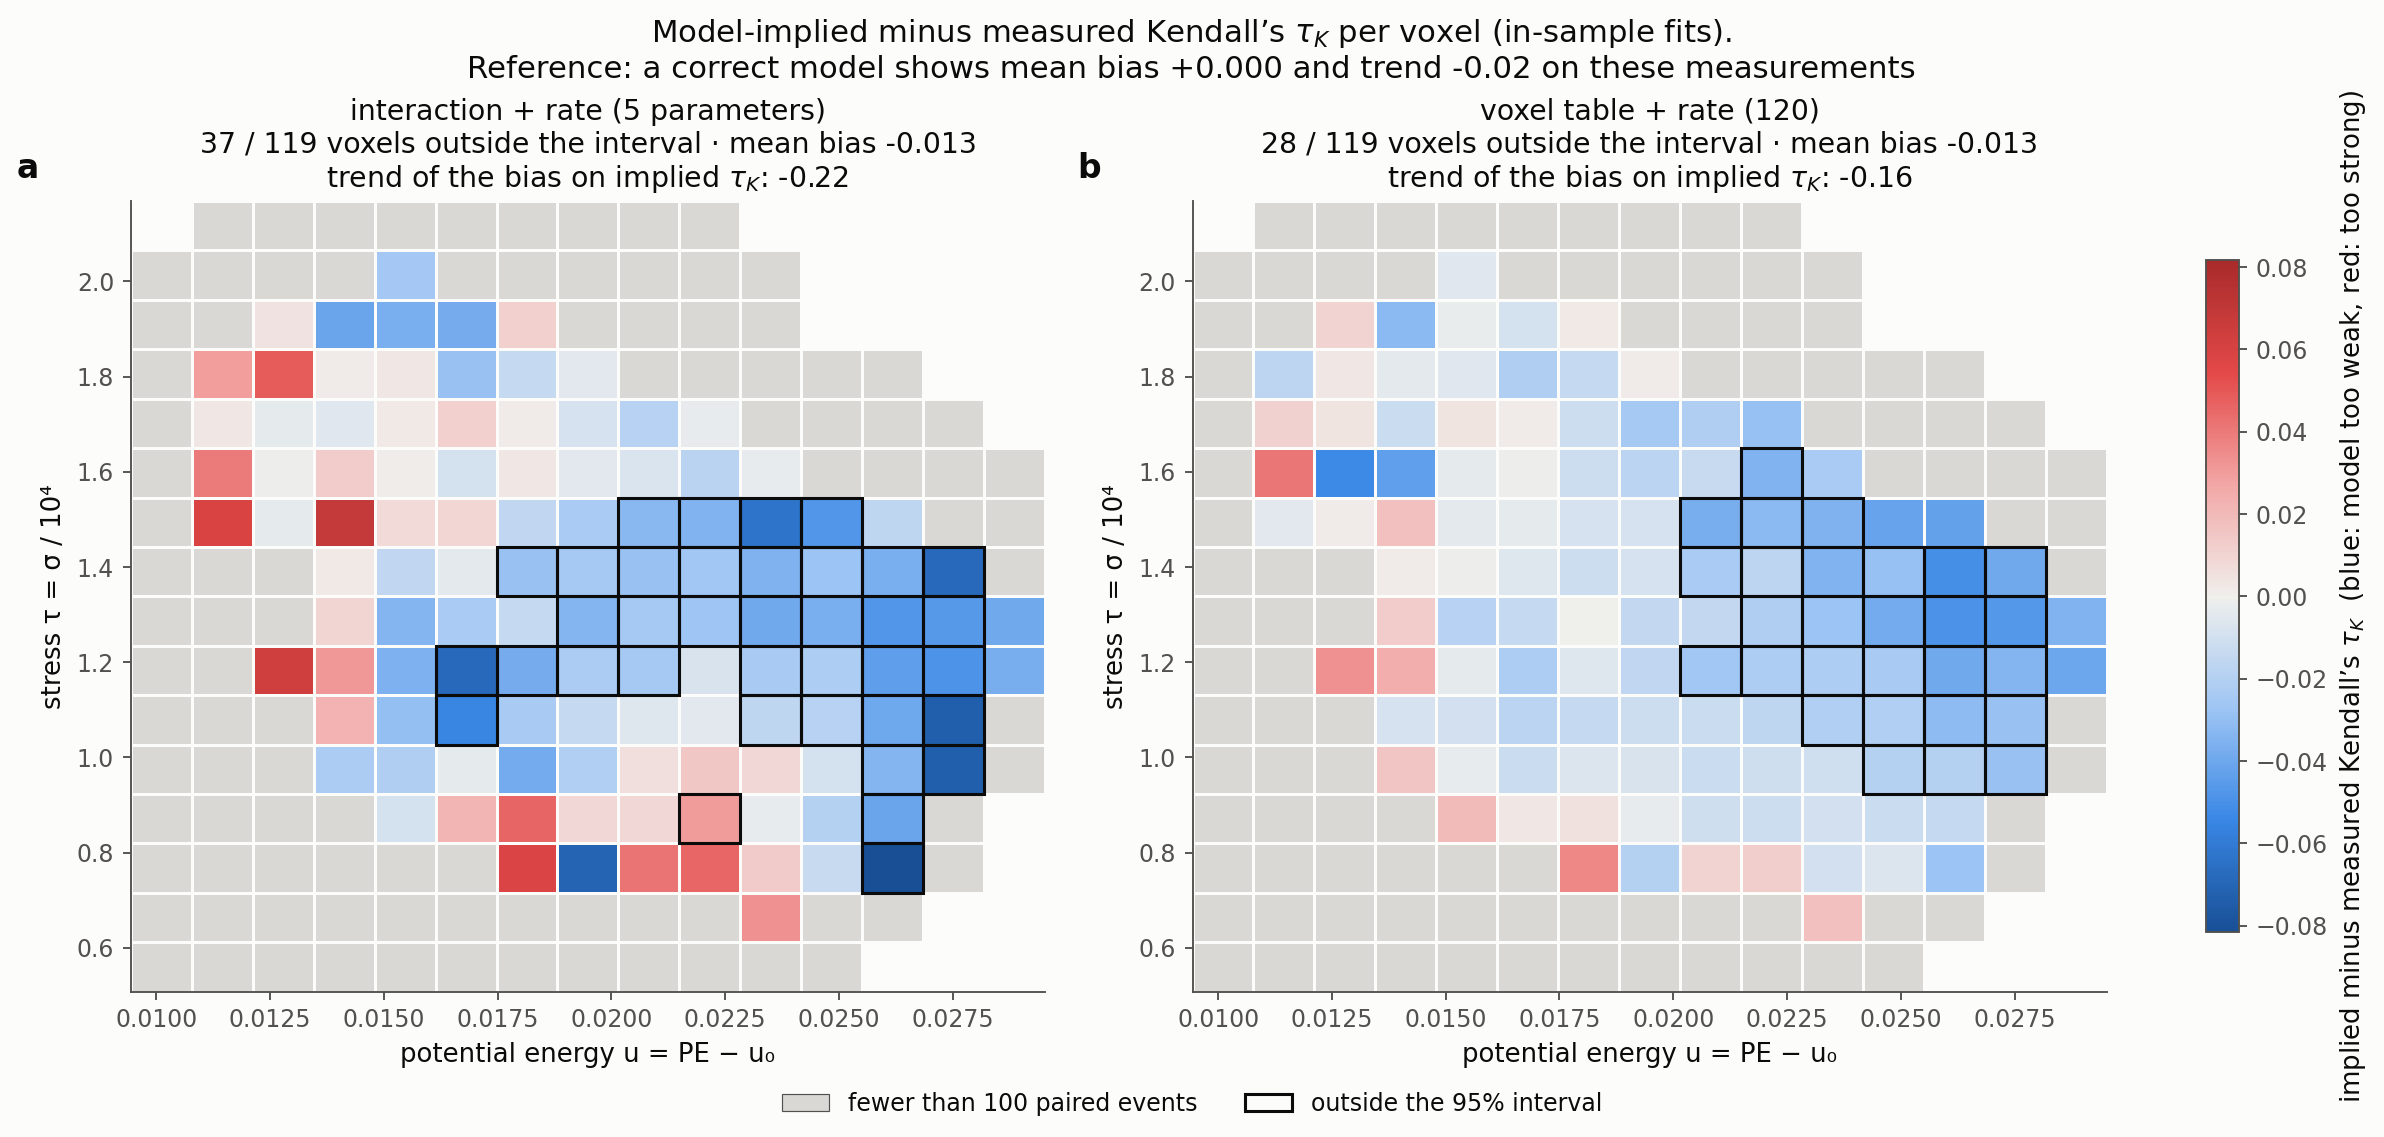 Model-implied minus measured Kendall’s τK per voxel (in-sample fits).
Reference: a correct model shows mean bias +0.000 and trend -0.02 on these measurements
a
interaction + rate (5 parameters)
37 / 119 voxels outside the interval · mean bias -0.013
trend of the bias on implied τK: -0.22
stress τ = σ / 10⁴
2.0
1.8
1.6
1.4
1.2
1.0
0.8
0.6
0.0100 0.0125 0.0150 0.0175 0.0200 0.0225 0.0250 0.0275
potential energy u = PE − u₀
b
voxel table + rate (120)
28 / 119 voxels outside the interval · mean bias -0.013
trend of the bias on implied τK: -0.16
stress τ = σ / 10⁴
2.0
1.8
1.6
1.4
1.2
1.0
0.8
0.6
0.0100 0.0125 0.0150 0.0175 0.0200 0.0225 0.0250 0.0275
potential energy u = PE − u₀
0.08
0.06
0.04
0.02
0.00
−0.02
−0.04
−0.06
−0.08
implied minus measured Kendall’s τK (blue: model too weak, red: too strong)
fewer than 100 paired events
outside the 95% interval